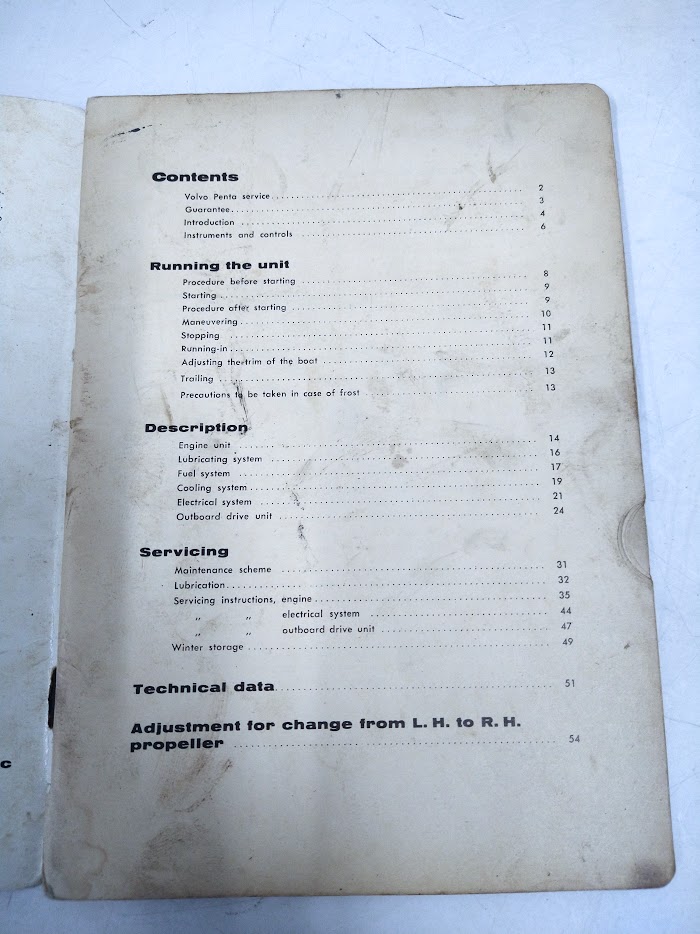 Contents
Volvo Penta service 2
Guarantee 3
Introduction 4
Instruments and controls 6
Running the unit
Procedure before starting 8
Starting 9
Procedure after starting 9
Maneuvering 10
Stopping 11
Running-in 11
Adjusting the trim of the boat 12
Trailing 13
Precautions to be taken in case of frost 13
Description
Engine unit 14
Lubricating system 16
Fuel system 17
Cooling system 19
Electrical system 21
Outboard drive unit 24
Servicing
Maintenance scheme 31
Lubrication 32
Servicing instructions, engine 35
„ „ electrical system 44
„ „ outboard drive unit 47
Winter storage 49
Technical data 51
Adjustment for change from L. H. to R. H.
propeller 54
c